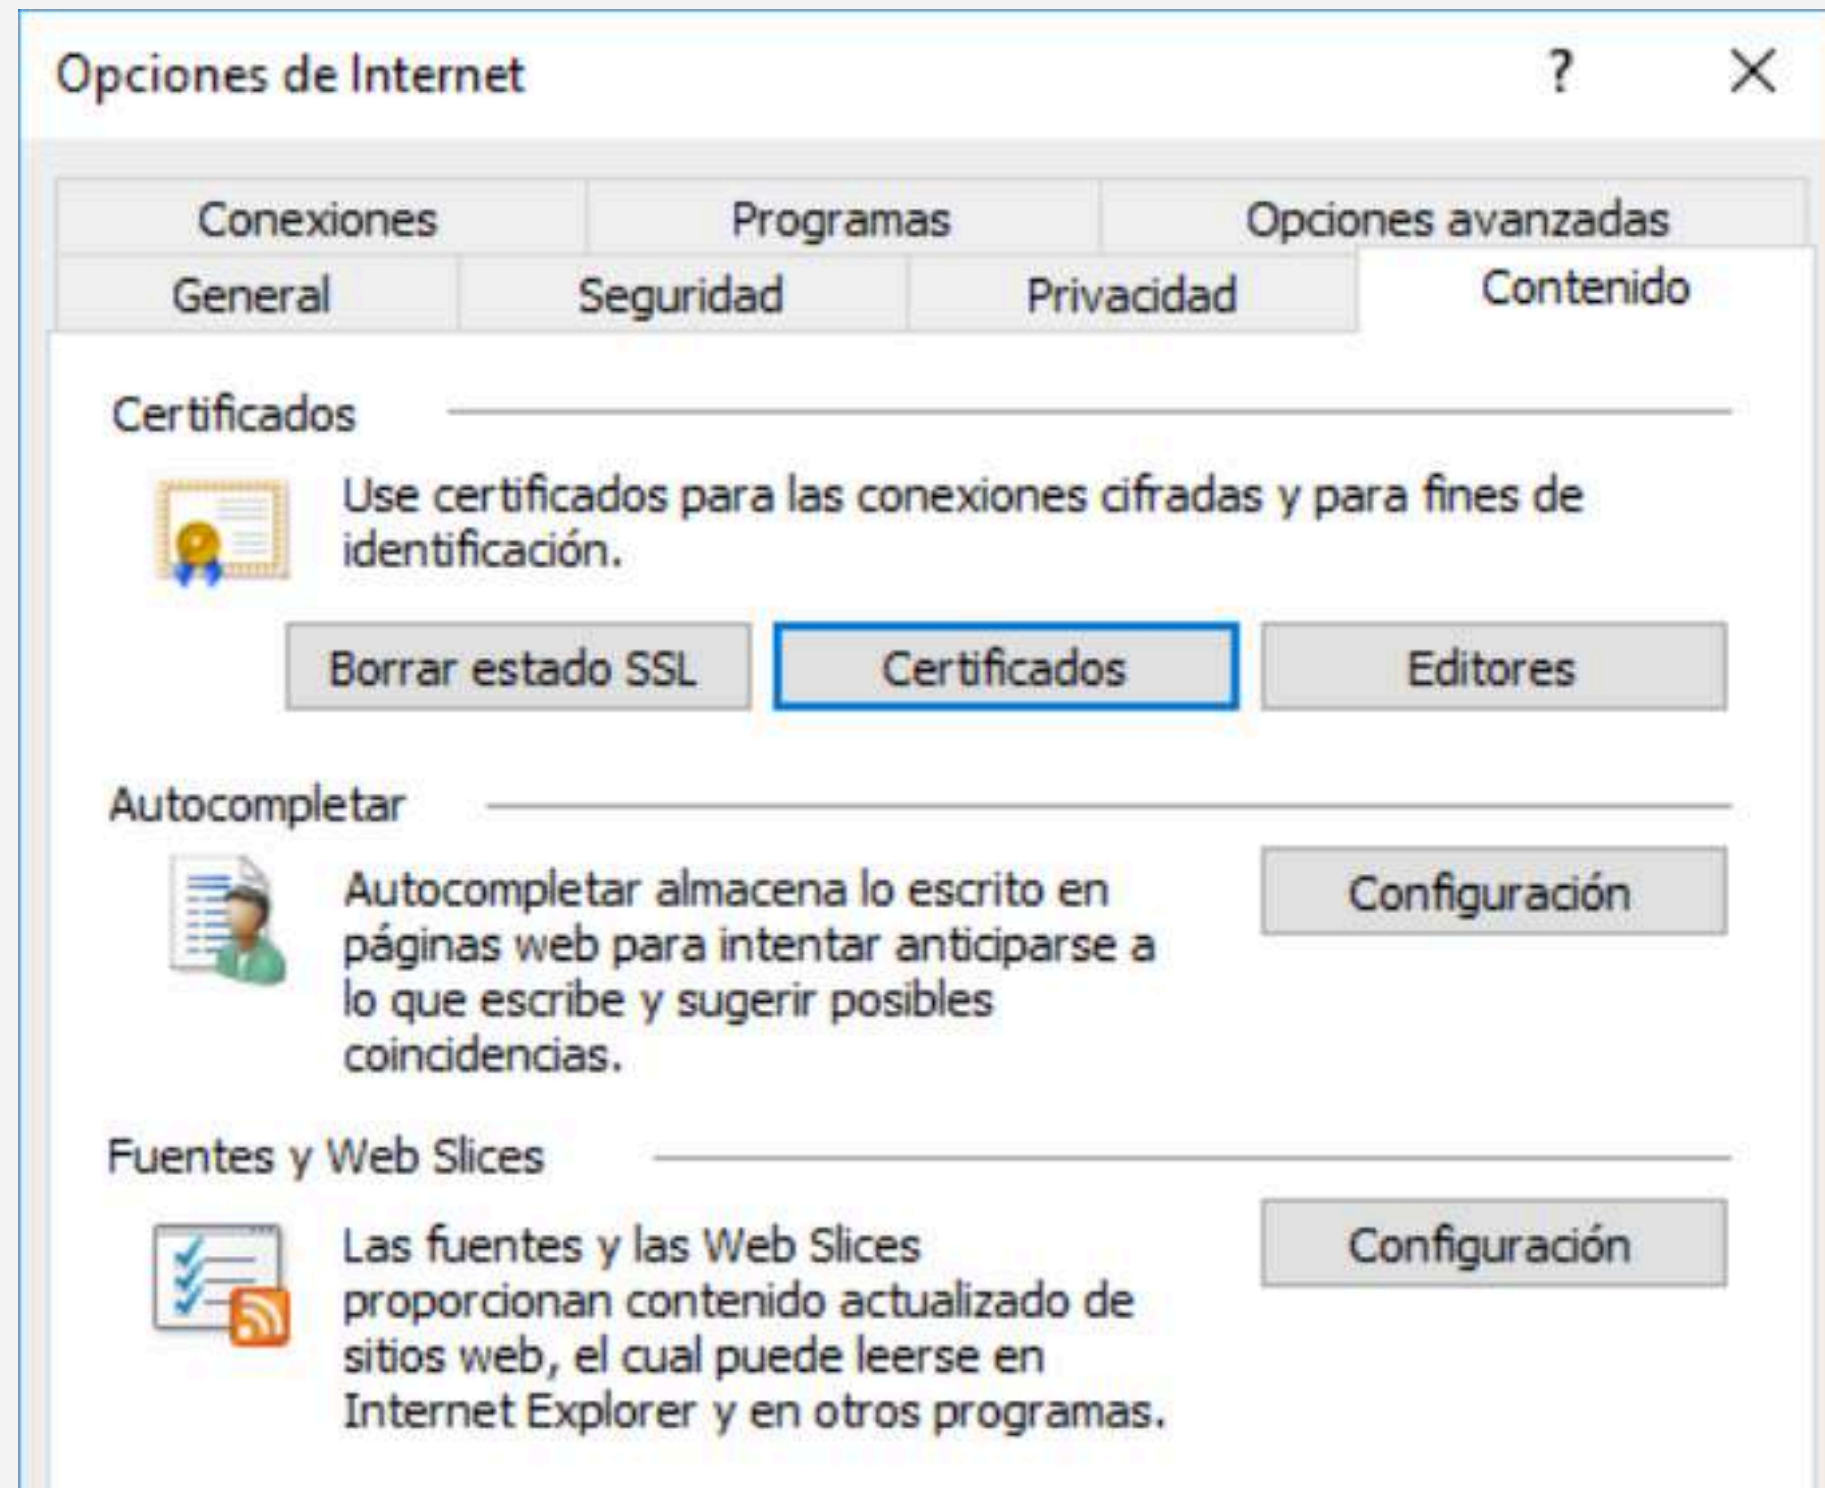 Opciones de Internet
?
Conexiones
Programas
Opciones avanzadas
General
Seguridad
Privacidad
Contenido
Certificados
Use certificados para las conexiones cifradas y para fines de
identificación.
Borrar estado SSL
Certificados
Editores
Autocompletar
Autocompletar almacena lo escrito en
páginas web para intentar anticiparse a
lo que escribe y sugerir posibles
coincidencias.
Configuración
Fuentes y Web Slices
Las fuentes y las Web Slices
proporcionan contenido actualizado de
sitios web, el cual puede leerse en
Internet Explorer y en otros programas.
Configuración